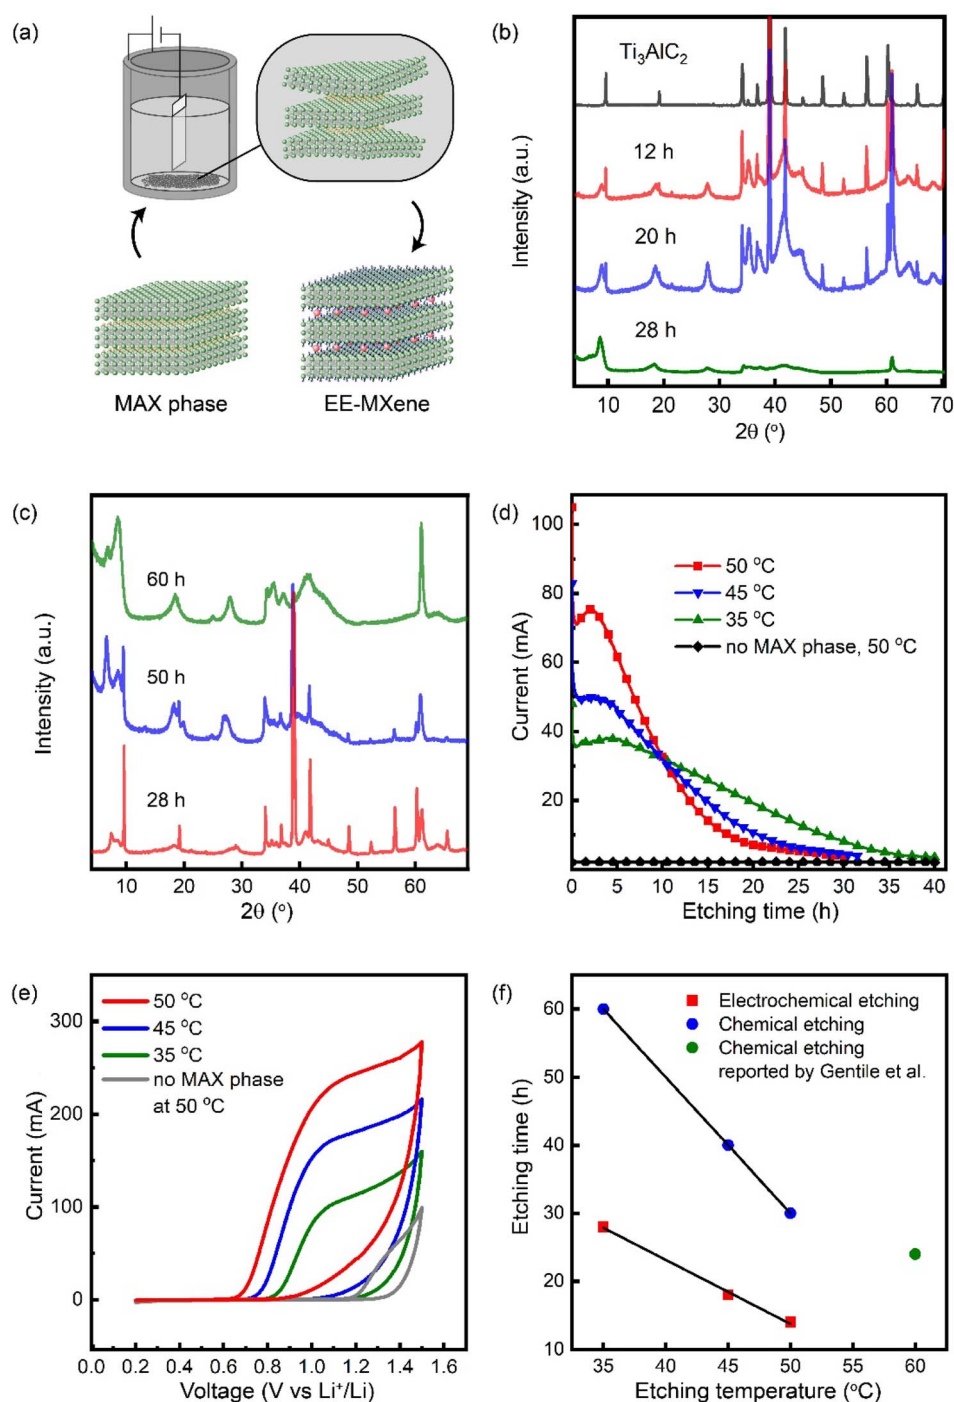 (a)
MAX phase
EE-MXene
(b)
Ti₃AlC₂
12 h
20 h
28 h
Intensity (a.u.)
10 20 30 40 50 60 70
2θ (°)
(c)
60 h
50 h
28 h
Intensity (a.u.)
10 20 30 40 50 60
2θ (°)
(d)
50 °C
45 °C
35 °C
no MAX phase, 50 °C
100
80
60
40
20
Current (mA)
0 5 10 15 20 25 30 35 40
Etching time (h)
(e)
50 °C
45 °C
35 °C
no MAX phase
at 50 °C
300
200
100
0
Current (mA)
0.0 0.2 0.4 0.6 0.8 1.0 1.2 1.4 1.6
Voltage (V vs Li⁺/Li)
(f)
Electrochemical etching
Chemical etching
Chemical etching
reported by Gentile et al.
60
50
40
30
20
10
Etching time (h)
35 40 45 50 55 60
Etching temperature (°C)